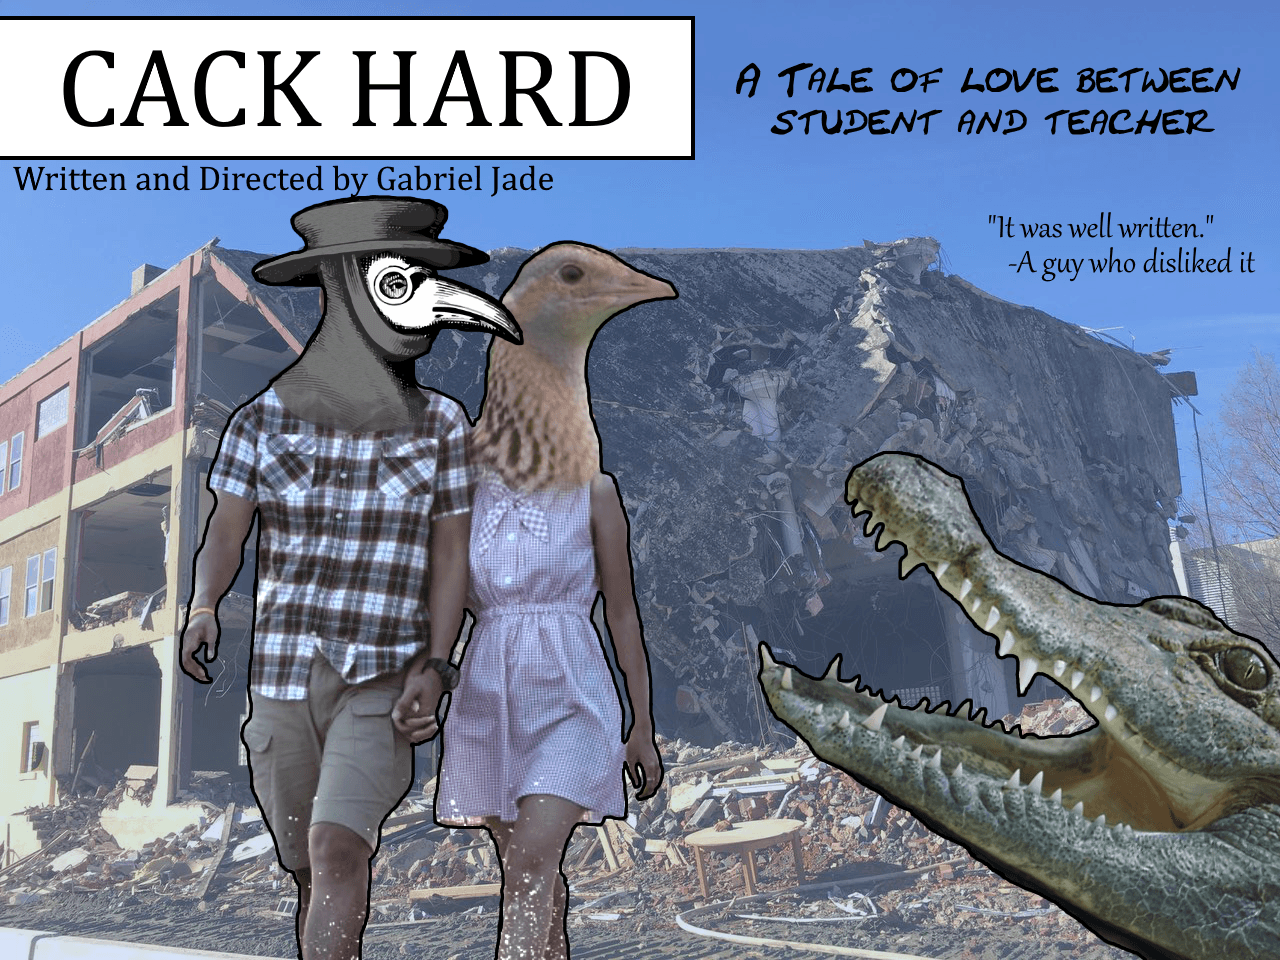 CACK HARD
A TALE OF LOVE BETWEEN
STUDENT AND TEACHER
Written and Directed by Gabriel Jade
"It was well written."
-A guy who disliked it